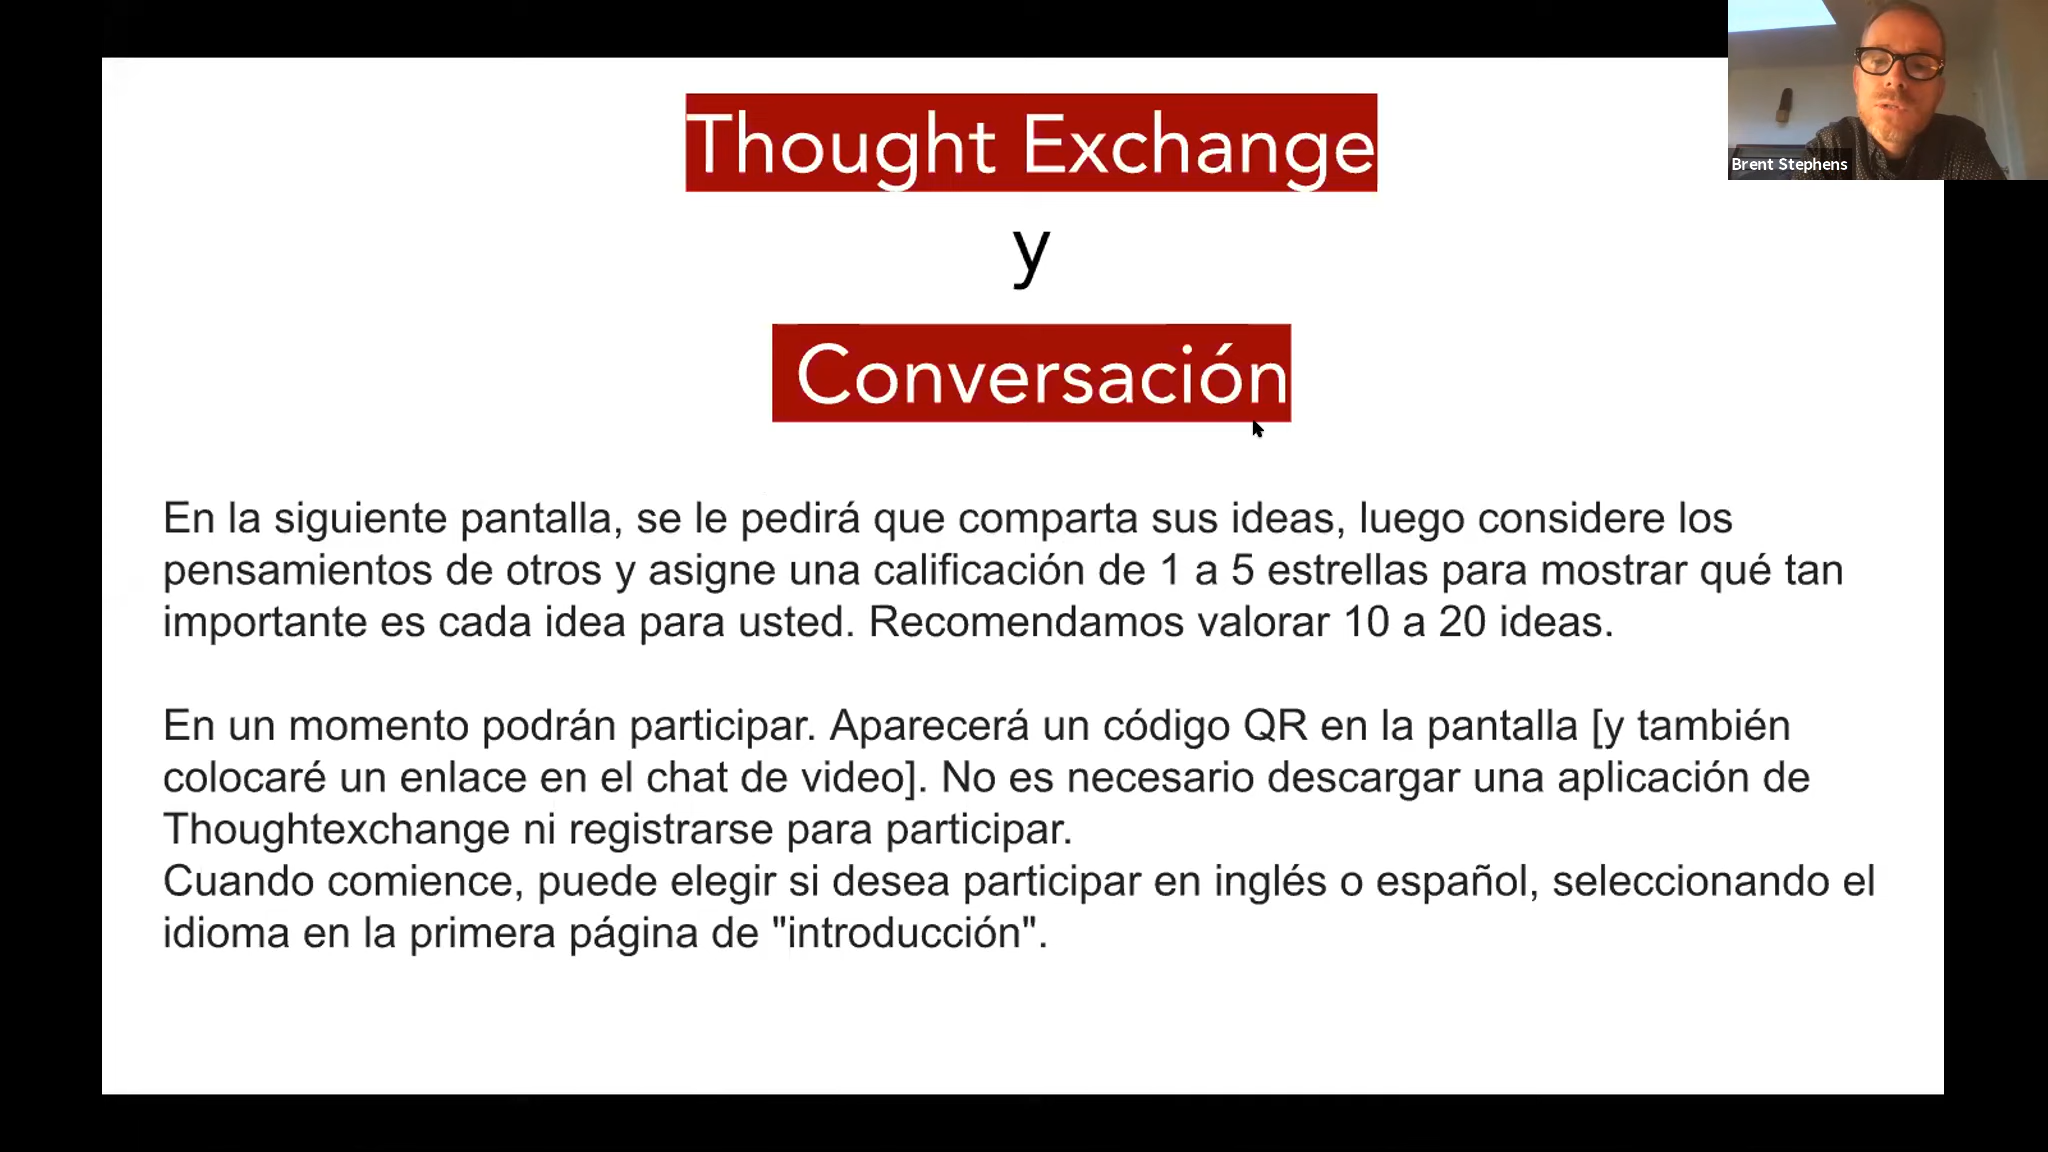 Thought Exchange
y
Conversación
Brent Stephens
En la siguiente pantalla, se le pedirá que comparta sus ideas, luego considere los
pensamientos de otros y asigne una calificación de 1 a 5 estrellas para mostrar qué tan
importante es cada idea para usted. Recomendamos valorar 10 a 20 ideas.
En un momento podrán participar. Aparecerá un código QR en la pantalla [y también
colocaré un enlace en el chat de video]. No es necesario descargar una aplicación de
Thoughtexchange ni registrarse para participar.
Cuando comience, puede elegir si desea participar en inglés o español, seleccionando el
idioma en la primera página de "introducción".